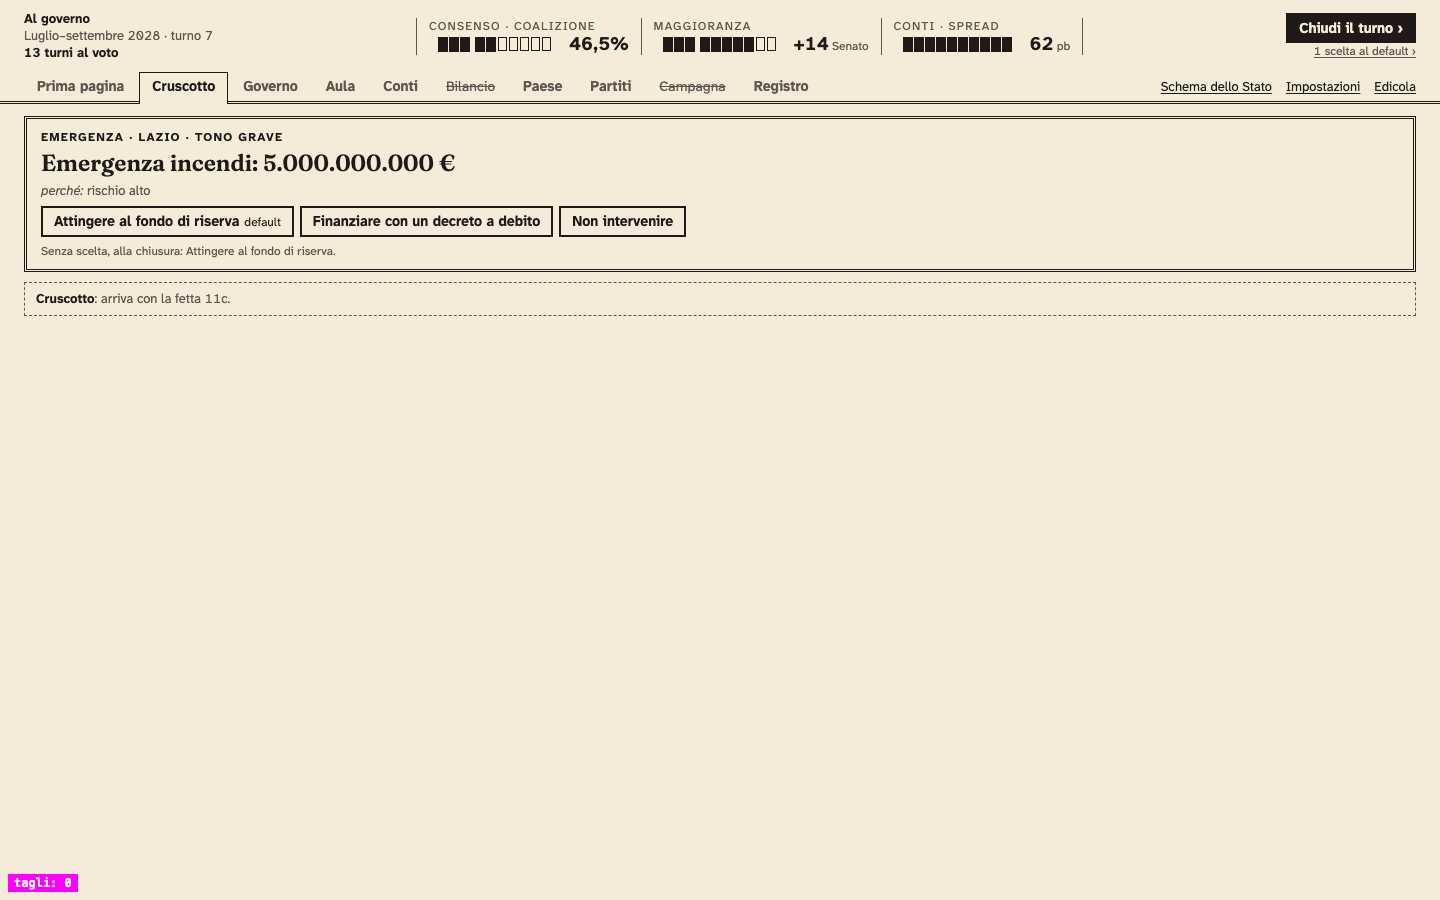 Al governo
Luglio–settembre 2028 · turno 7
13 turni al voto
CONSENSO · COALIZIONE
46,5%
MAGGIORANZA
+14 Senato
CONTI · SPREAD
62 pb
Chiudi il turno ›
1 scelta al default ›
Prima pagina Cruscotto Governo Aula Conti Bilancio Paese Partiti Campagna Registro
Schema dello Stato Impostazioni Edicola
EMERGENZA · LAZIO · TONO GRAVE
Emergenza incendi: 5.000.000.000 €
perché: rischio alto
Attingere al fondo di riserva default Finanziare con un decreto a debito Non intervenire
Senza scelta, alla chiusura: Attingere al fondo di riserva.
Cruscotto: arriva con la fetta 11c.
tagli: 0